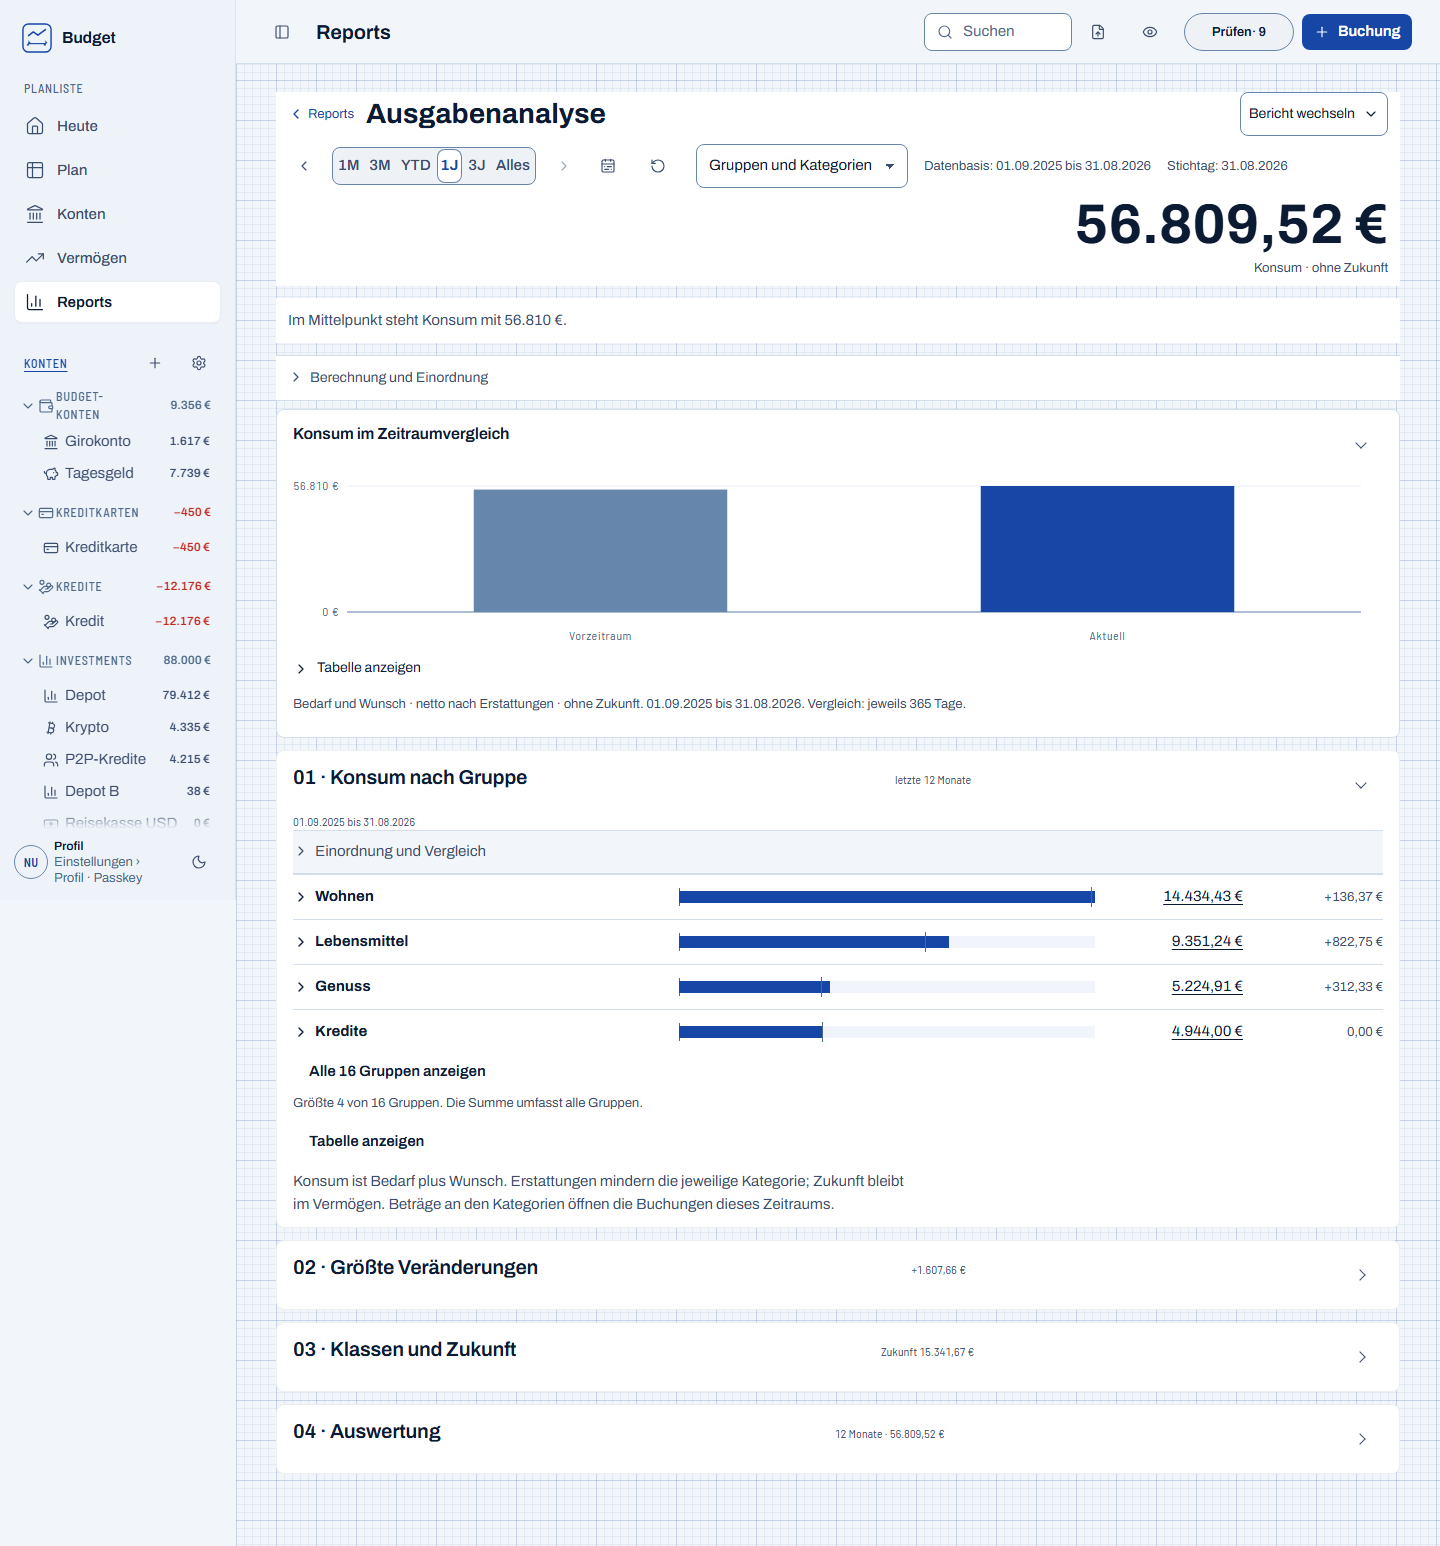 Budget
PLANLISTE
Heute
Plan
Konten
Vermögen
Reports
KONTEN
BUDGET-
KONTEN
9.356 €
Girokonto 1.617 €
Tagesgeld 7.739 €
KREDITKARTEN −450 €
Kreditkarte −450 €
KREDITE −12.176 €
Kredit −12.176 €
INVESTMENTS 88.000 €
Depot 79.412 €
Krypto 4.335 €
P2P-Kredite 4.215 €
Depot B 38 €
Reisekasse USD 0 €
NU
Profil
Einstellungen ›
Profil · Passkey
Reports
Suchen
Prüfen · 9
Buchung
Reports
Ausgabenanalyse
Bericht wechseln
1M 3M YTD 1J 3J Alles
Gruppen und Kategorien
Datenbasis: 01.09.2025 bis 31.08.2026
Stichtag: 31.08.2026
56.809,52 €
Konsum · ohne Zukunft
Im Mittelpunkt steht Konsum mit 56.810 €.
Berechnung und Einordnung
Konsum im Zeitraumvergleich
56.810 €
0 €
Vorzeitraum
Aktuell
Tabelle anzeigen
Bedarf und Wunsch · netto nach Erstattungen · ohne Zukunft. 01.09.2025 bis 31.08.2026. Vergleich: jeweils 365 Tage.
01 · Konsum nach Gruppe
letzte 12 Monate
01.09.2025 bis 31.08.2026
Einordnung und Vergleich
Wohnen 14.434,43 € +136,37 €
Lebensmittel 9.351,24 € +822,75 €
Genuss 5.224,91 € +312,33 €
Kredite 4.944,00 € 0,00 €
Alle 16 Gruppen anzeigen
Größte 4 von 16 Gruppen. Die Summe umfasst alle Gruppen.
Tabelle anzeigen
Konsum ist Bedarf plus Wunsch. Erstattungen mindern die jeweilige Kategorie; Zukunft bleibt
im Vermögen. Beträge an den Kategorien öffnen die Buchungen dieses Zeitraums.
02 · Größte Veränderungen
+1.607,66 €
03 · Klassen und Zukunft
Zukunft 15.341,67 €
04 · Auswertung
12 Monate · 56.809,52 €